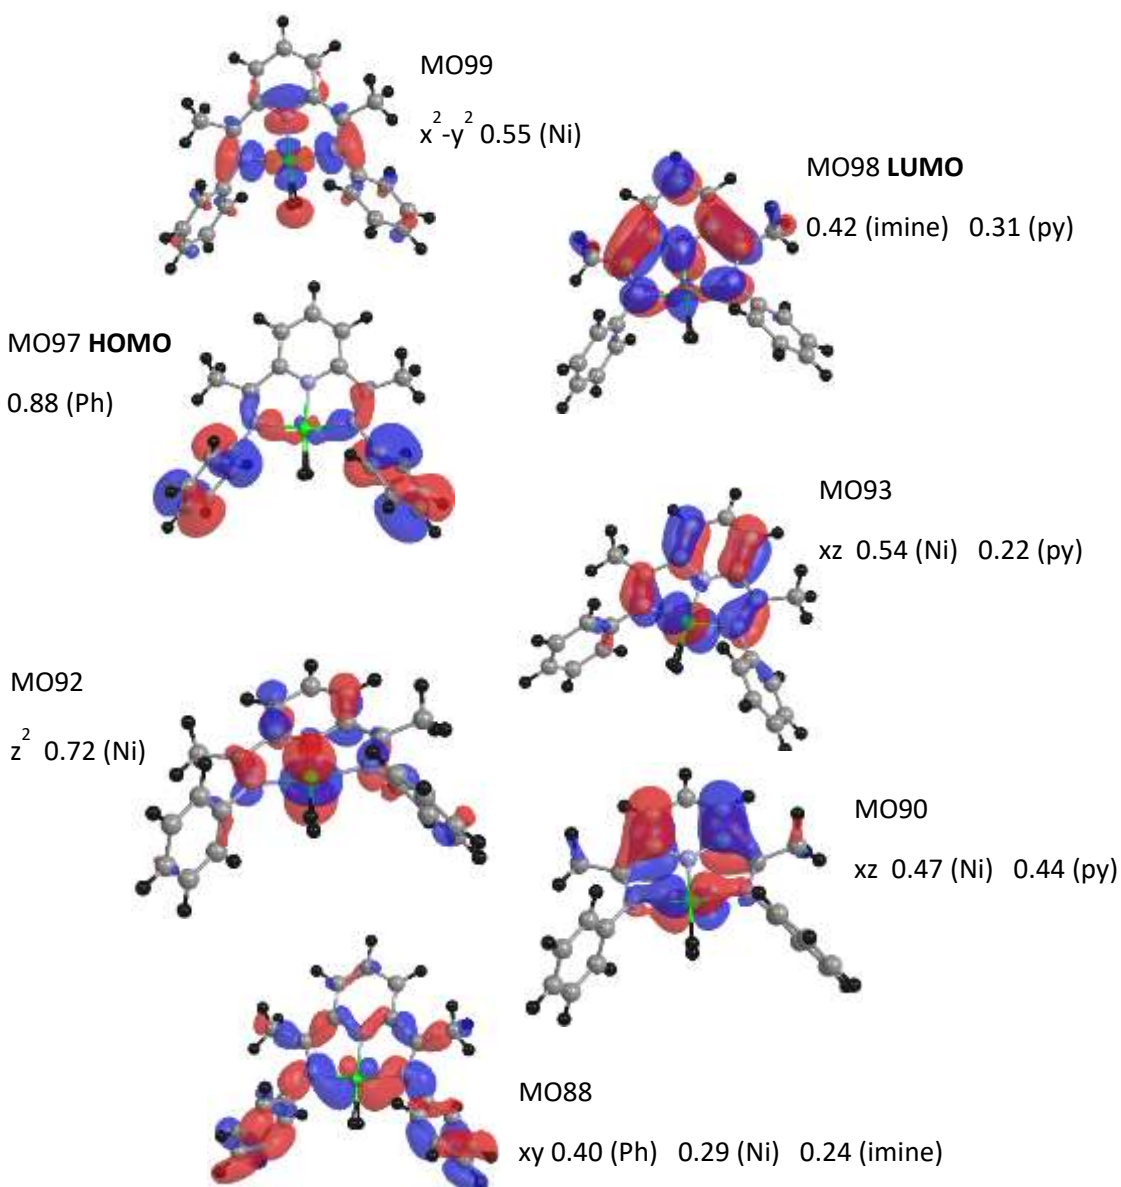 MO99
x²-y² 0.55 (Ni)
MO98 LUMO
0.42 (imine) 0.31 (py)
MO97 HOMO
0.88 (Ph)
MO93
xz 0.54 (Ni) 0.22 (py)
MO92
z² 0.72 (Ni)
MO90
xz 0.47 (Ni) 0.44 (py)
MO88
xy 0.40 (Ph) 0.29 (Ni) 0.24 (imine)